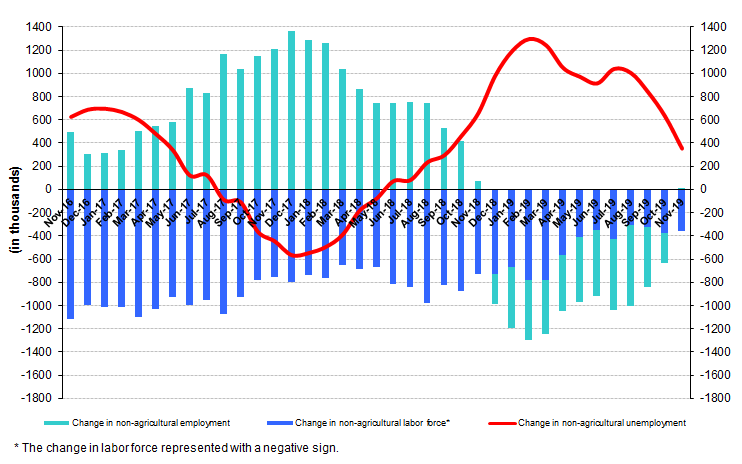 1400 1400
1200 1200
1000 1000
800 800
600 600
400 400
200 200
0 0
-200 -200
-400 -400
-600 -600
-800 -800
-1000 -1000
-1200 -1200
-1400 -1400
-1600 -1600
-1800 -1800
(in thousands)
Nov-16
Dec-16
Jan-17
Feb-17
Mar-17
Apr-17
May-17
Jun-17
Jul-17
Aug-17
Sep-17
Oct-17
Nov-17
Dec-17
Jan-18
Feb-18
Mar-18
Apr-18
May-18
Jun-18
Jul-18
Aug-18
Sep-18
Oct-18
Nov-18
Dec-18
Jan-19
Feb-19
Mar-19
Apr-19
May-19
Jun-19
Jul-19
Aug-19
Sep-19
Oct-19
Nov-19
Change in non-agricultural employment Change in non-agricultural labor force* Change in non-agricultural unemployment
* The change in labor force represented with a negative sign.